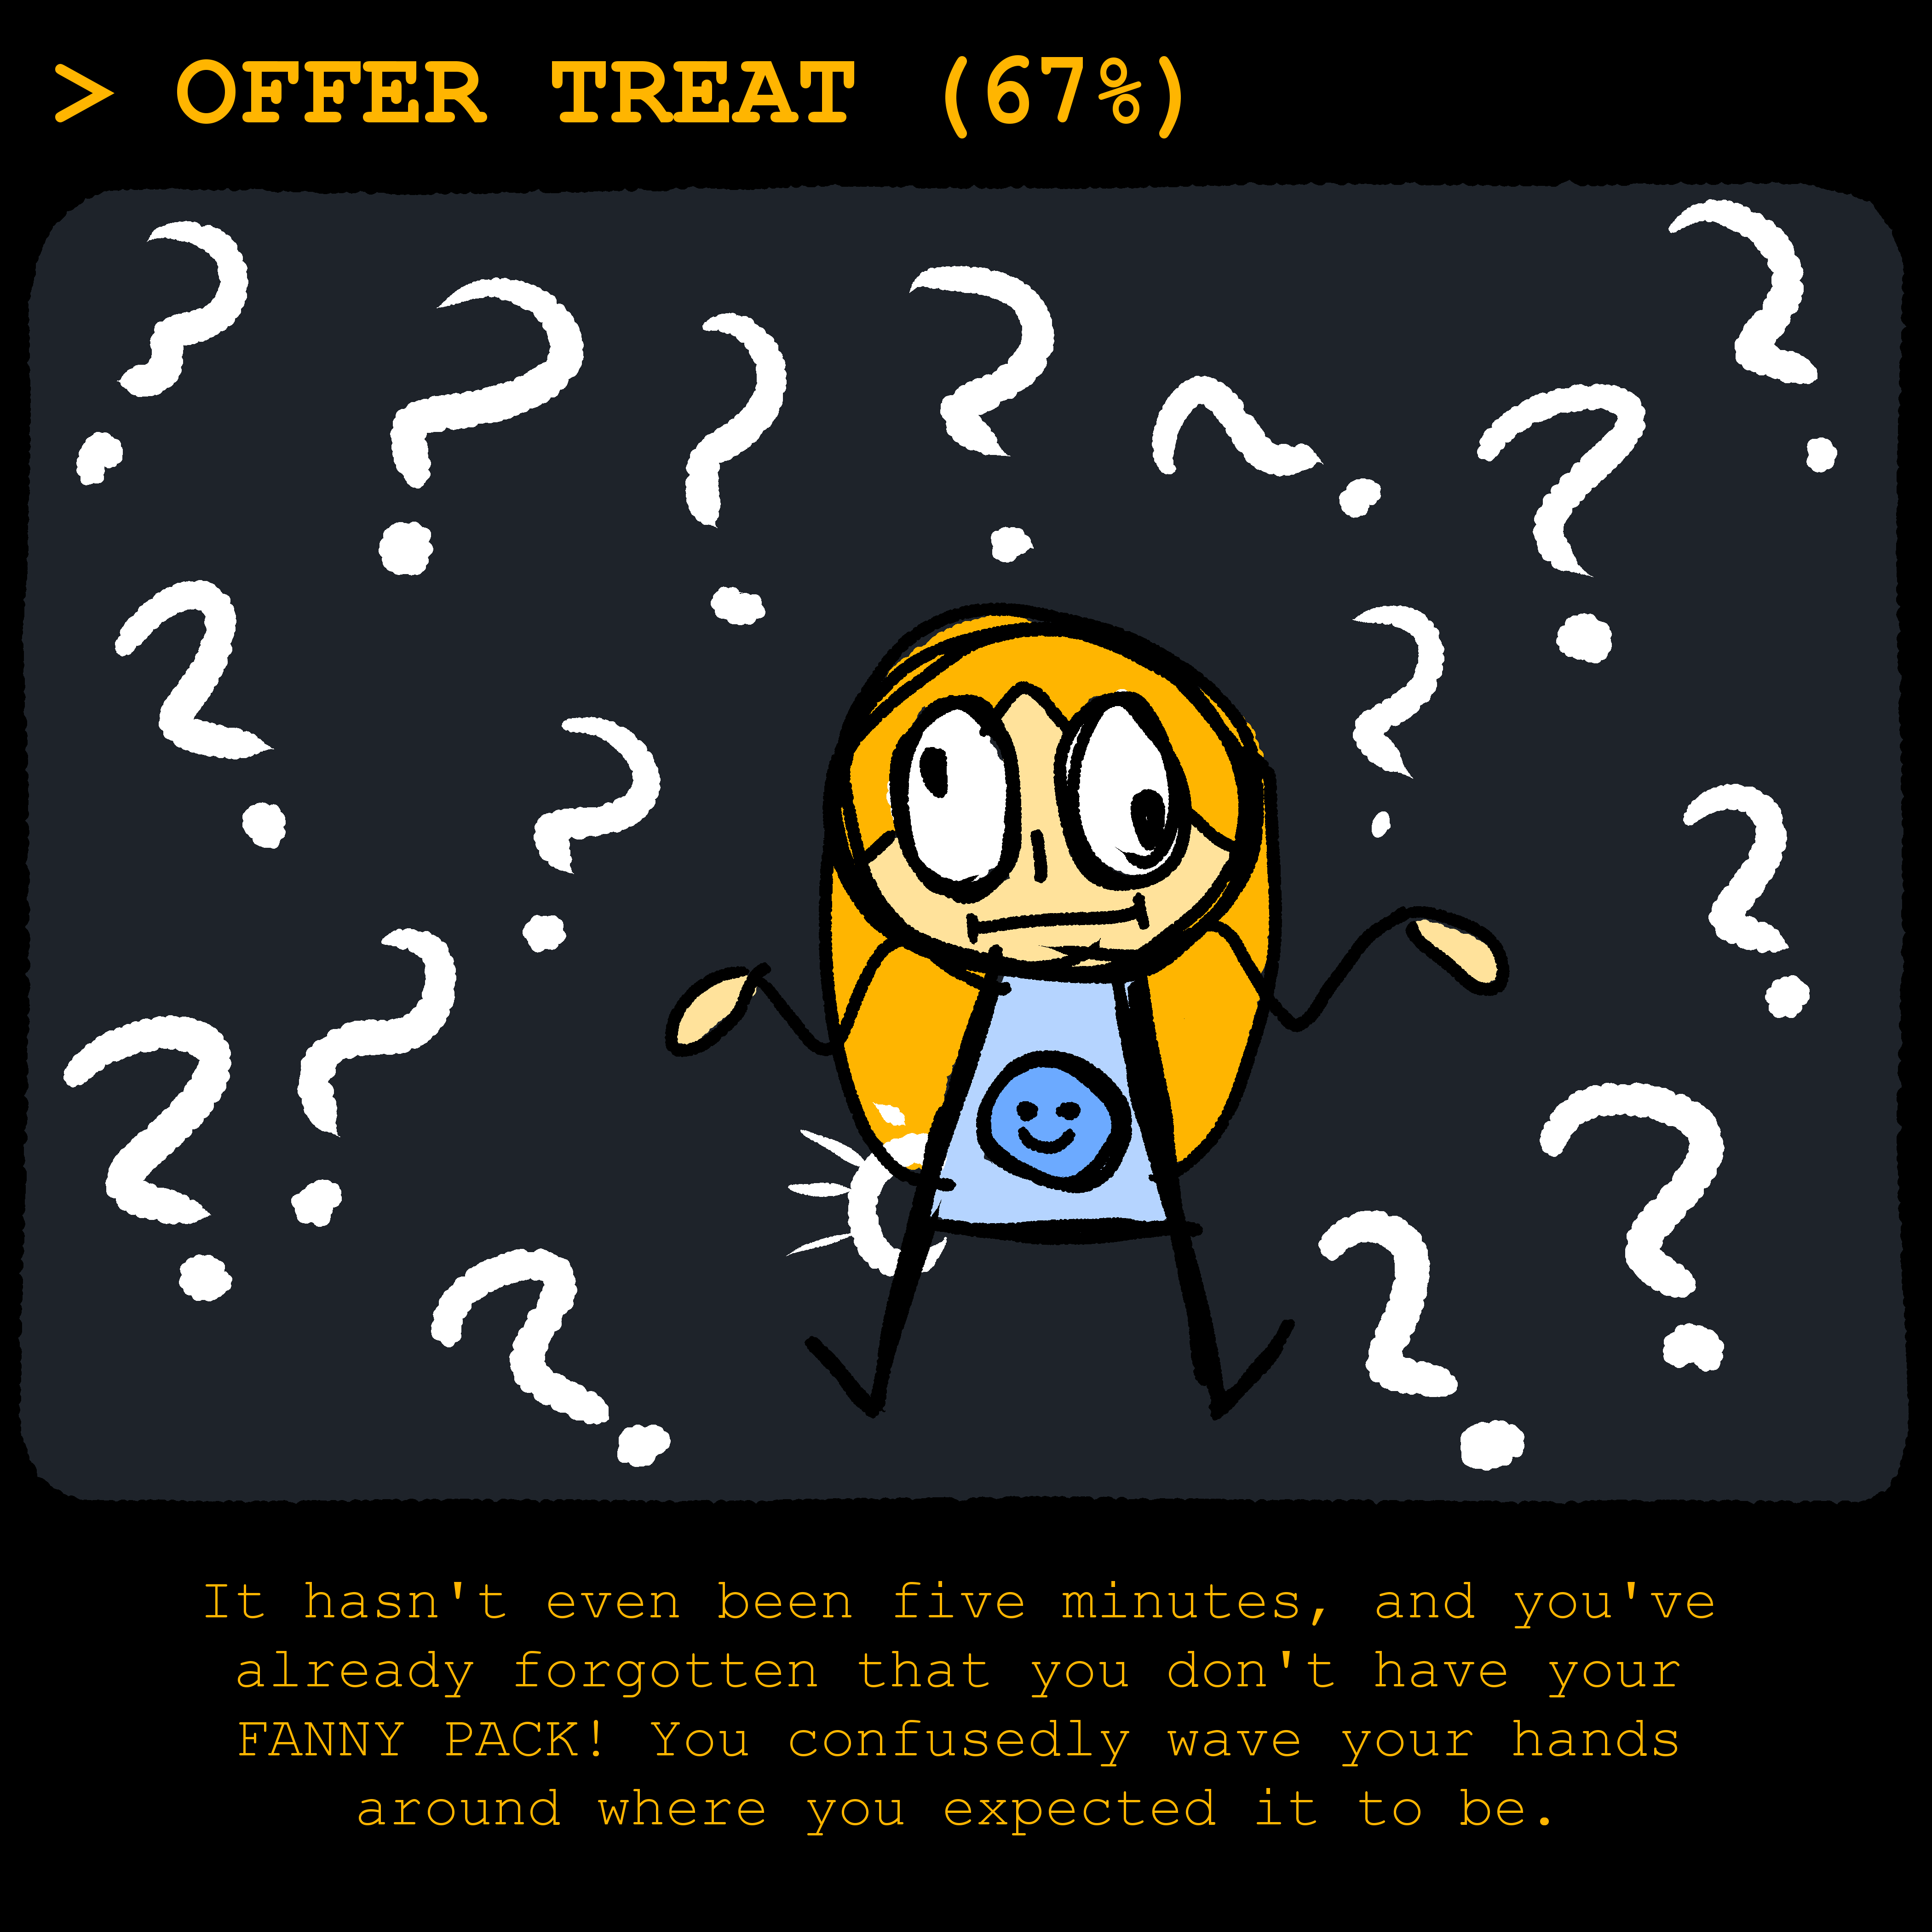 > OFFER TREAT (67%)
It hasn't even been five minutes, and you've
already forgotten that you don't have your
FANNY PACK! You confusedly wave your hands
around where you expected it to be.